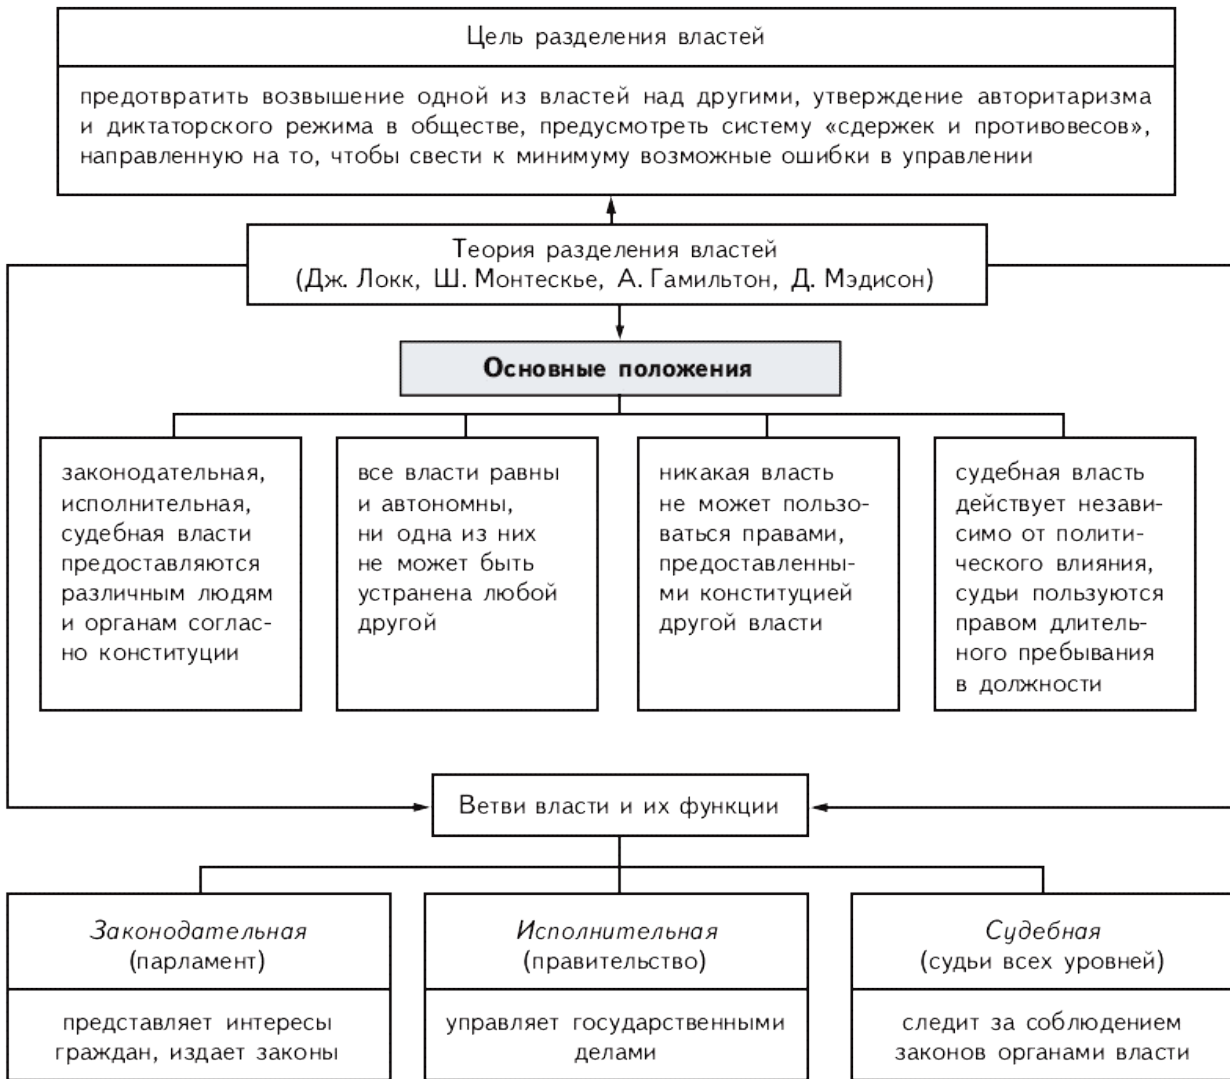 Цель разделения властей
предотвратить возвышение одной из властей над другими, утверждение авторитаризма
и диктаторского режима в обществе, предусмотреть систему «сдержек и противовесов»,
направленную на то, чтобы свести к минимуму возможные ошибки в управлении
Теория разделения властей
(Дж. Локк, Ш. Монтескье, А. Гамильтон, Д. Мэдисон)
Основные положения
законодательная,
исполнительная,
судебная власти
предоставляются
различным людям
и органам соглас-
но конституции
все власти равны
и автономны,
ни одна из них
не может быть
устранена любой
другой
никакая власть
не может пользо-
ваться правами,
предоставленны-
ми конституцией
другой власти
судебная власть
действует незави-
симо от полити-
ческого влияния,
судьи пользуются
правом длитель-
ного пребывания
в должности
Ветви власти и их функции
Законодательная
(парламент)
представляет интересы
граждан, издает законы
Исполнительная
(правительство)
управляет государственными
делами
Судебная
(судьи всех уровней)
следит за соблюдением
законов органами власти